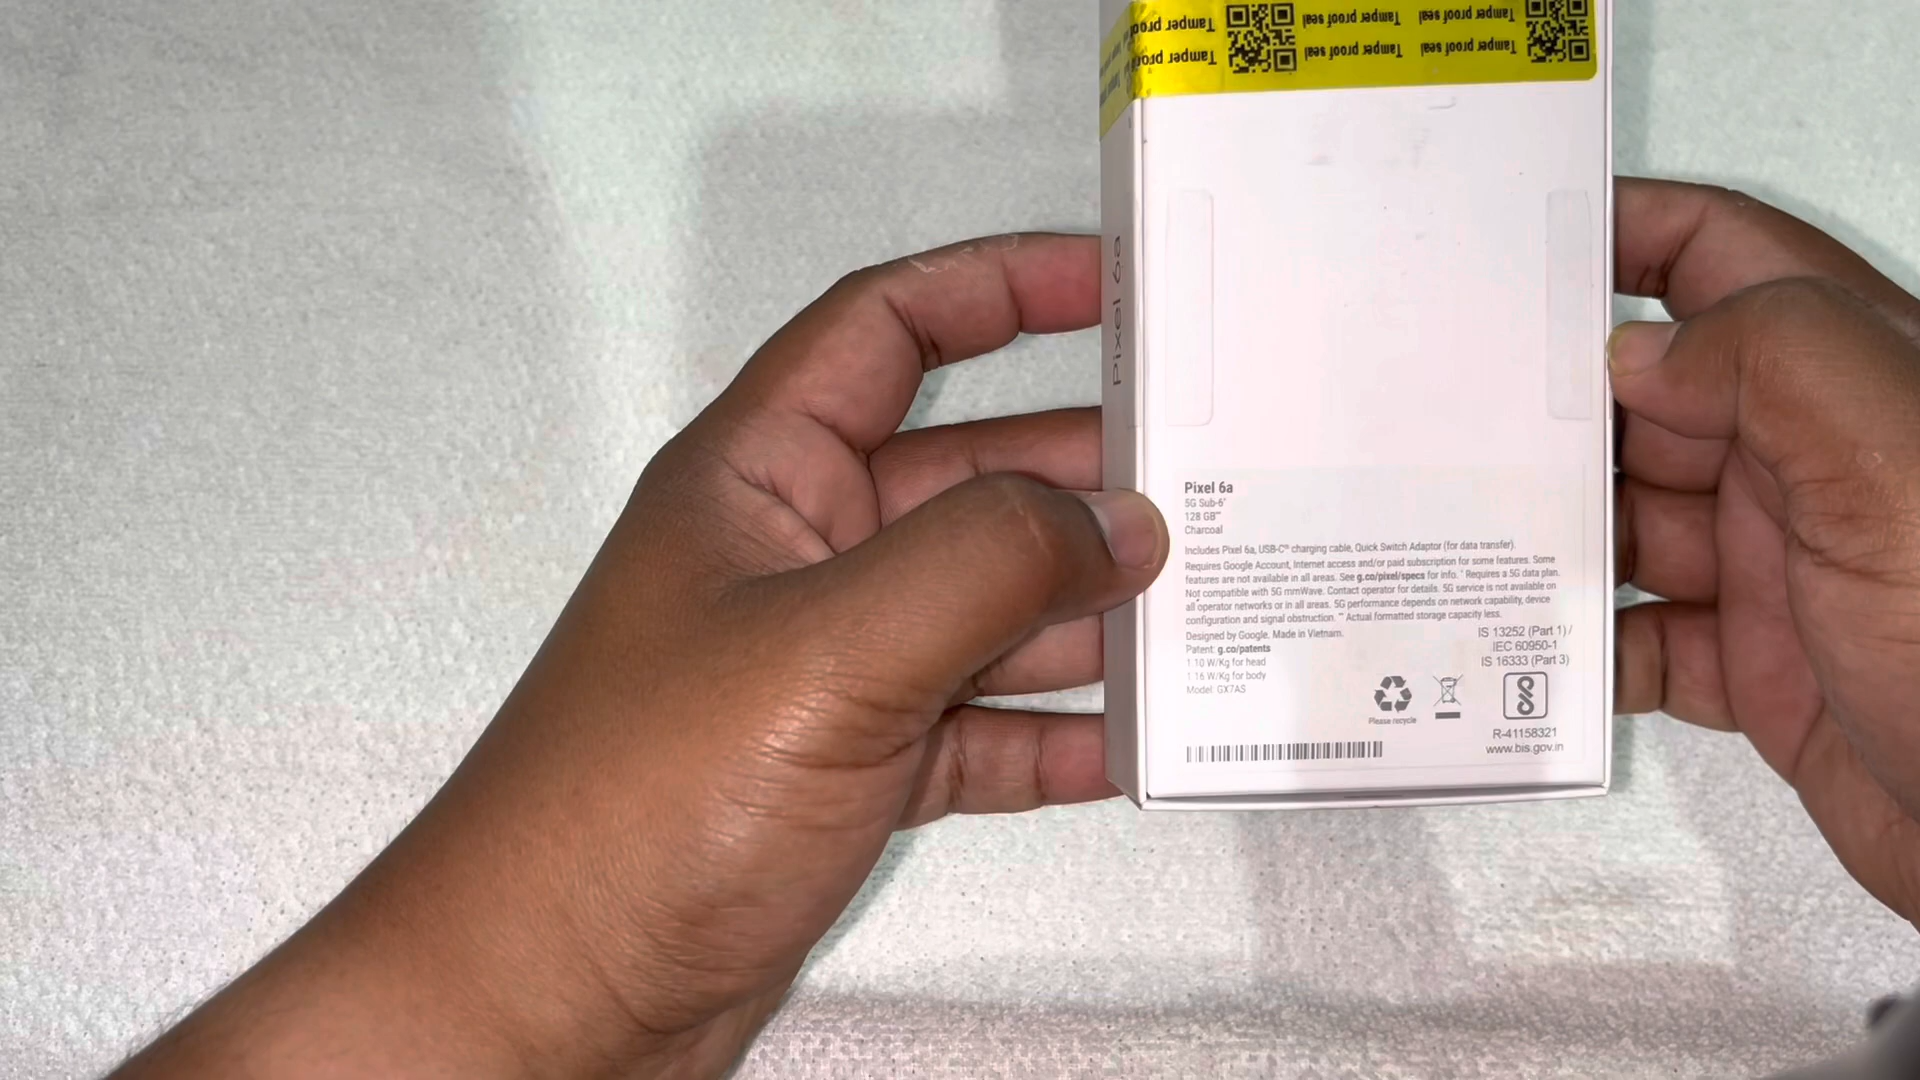 Tamper proof seal Tamper proof seal
Tamper proof seal Tamper proof seal
Pixel 6a
Pixel 6a
5G Sub-6*
128 GB**
Charcoal
Includes Pixel 6a, USB-C® charging cable, Quick Switch Adaptor (for data transfer).
Requires Google Account, Internet access and/or paid subscription for some features. Some
features are not available in all areas. See g.co/pixel/specs for info. * Requires a 5G data plan.
Not compatible with 5G mmWave. Contact operator for details. 5G service is not available on
all operator networks or in all areas. 5G performance depends on network capability, device
configuration and signal obstruction. ** Actual formatted storage capacity less.
Designed by Google. Made in Vietnam.
Patent: g.co/patents
1.10 W/Kg for head
1.16 W/Kg for body
Model: GX7AS
IS 13252 (Part 1) /
IEC 60950-1
IS 16333 (Part 3)
Please recycle
R-41158321
www.bis.gov.in